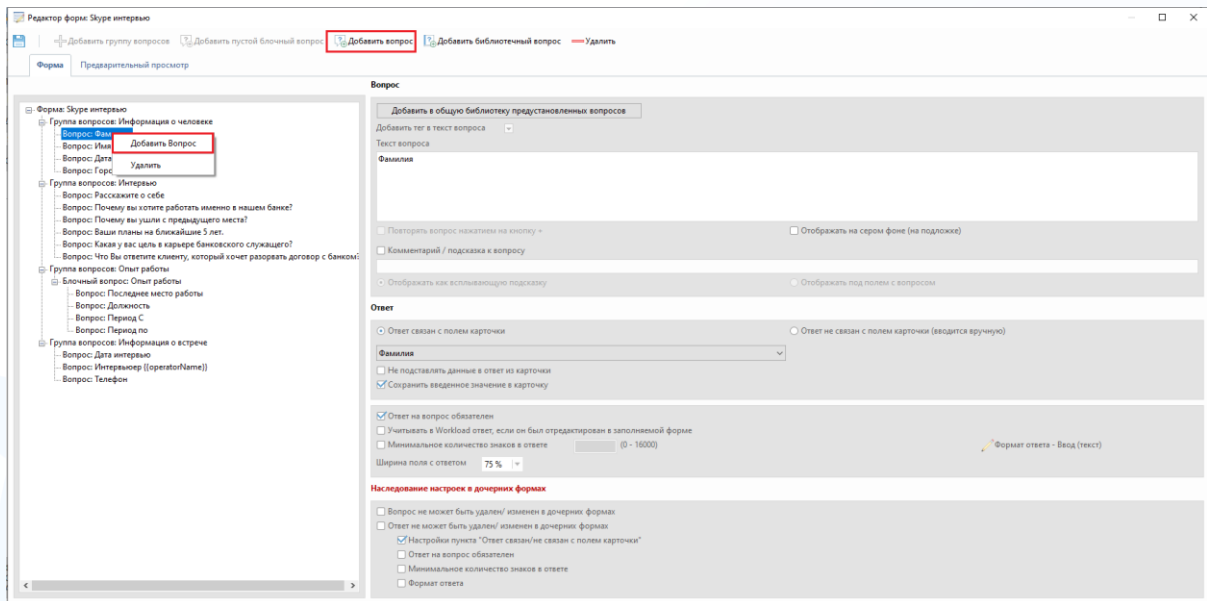 Редактор форм: Skype интервью
Добавить группу вопросов Добавить пустой блочный вопрос Добавить вопрос Добавить библиотечный вопрос Удалить
Форма Предварительный просмотр
Форма: Skype интервью
Группа вопросов: Информация о человеке
Вопрос: Фам
Вопрос: Имя
Вопрос: Дата
Вопрос: Горо
Добавить Вопрос
Удалить
Группа вопросов: Интервью
Вопрос: Расскажите о себе
Вопрос: Почему вы хотите работать именно в нашем банке?
Вопрос: Почему вы ушли с предыдущего места?
Вопрос: Ваши планы на ближайшие 5 лет.
Вопрос: Какая у вас цель в карьере банковского служащего?
Вопрос: Что Вы ответите клиенту, который хочет разорвать договор с банком?
Группа вопросов: Опыт работы
Блочный вопрос: Опыт работы
Вопрос: Последнее место работы
Вопрос: Должность
Вопрос: Период С
Вопрос: Период по
Группа вопросов: Информация о встрече
Вопрос: Дата интервью
Вопрос: Интервьюер {{operatorName}}
Вопрос: Телефон
Вопрос
Добавить в общую библиотеку предустановленных вопросов
Добавить тег в текст вопроса
Текст вопроса
Фамилия
Повторять вопрос нажатием на кнопку + Отображать на сером фоне (на подложке)
Комментарий / подсказка к вопросу
Отображать как всплывающую подсказку Отображать под полем с вопросом
Ответ
Ответ связан с полем карточки Ответ не связан с полем карточки (вводится вручную)
Фамилия
Не подставлять данные в ответ из карточки
Сохранить введенное значение в карточку
Ответ на вопрос обязателен
Учитывать в Workload ответ, если он был отредактирован в заполняемой форме
Минимальное количество знаков в ответе (0 - 16000) Формат ответа - Ввод (текст)
Ширина поля с ответом 75 %
Наследование настроек в дочерних формах
Вопрос не может быть удален/ изменен в дочерних формах
Ответ не может быть удален/ изменен в дочерних формах
Настройки пункта "Ответ связан/не связан с полем карточки"
Ответ на вопрос обязателен
Минимальное количество знаков в ответе
Формат ответа